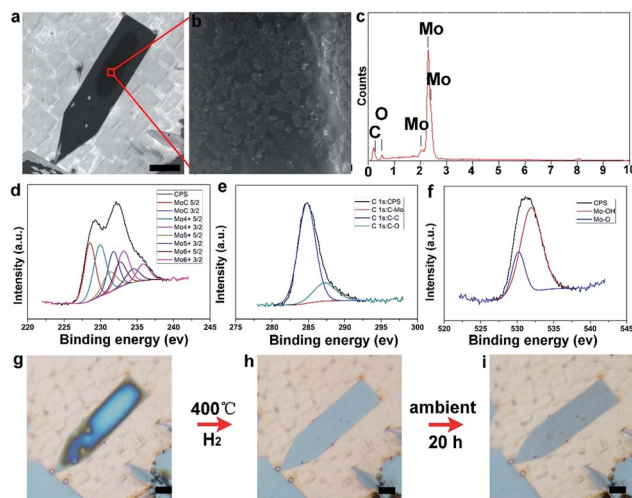 a
b
c
Counts
Mo
Mo
O
C
Mo
0 1 2 3 4 5 6 7 8 9 10
d
Intensity (a.u.)
CPS
MoC 5/2
MoC 3/2
Mo4+ 5/2
Mo4+ 3/2
Mo5+ 5/2
Mo5+ 3/2
Mo6+ 5/2
Mo6+ 3/2
220 225 230 235 240 245
Binding energy (ev)
e
Intensity (a.u.)
C 1s:CPS
C 1s:C-Mo
C 1s:C-C
C 1s:C-O
275 280 285 290 295 300
Binding energy (ev)
f
Intensity (a.u.)
CPS
Mo-OH
Mo-O
520 525 530 535 540 545
Binding energy (ev)
g
400℃
H2
h
ambient
20 h
i